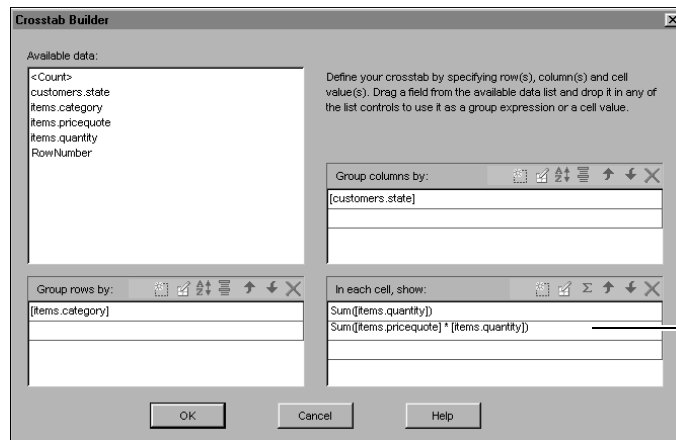 Crosstab Builder
Available data:
<Count>
customers.state
items.category
items.pricequote
items.quantity
RowNumber
Define your crosstab by specifying row(s), column(s) and cell
value(s). Drag a field from the available data list and drop it in any of
the list controls to use it as a group expression or a cell value.
Group columns by:
[customers.state]
Group rows by:
[items.category]
In each cell, show:
Sum([items.quantity])
Sum([items.pricequote] * [items.quantity])
OK
Cancel
Help